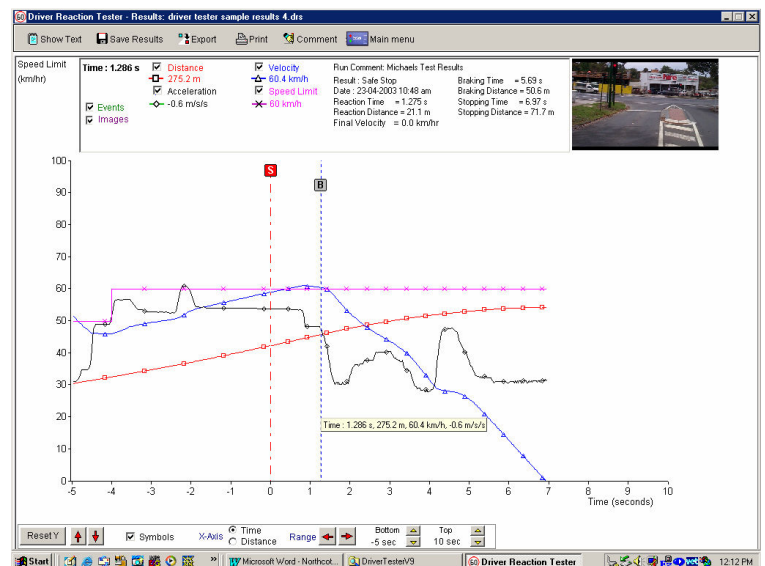 Driver Reaction Tester - Results: driver tester sample results 4.drs
Show Text Save Results Export Print Comment Main menu
Speed Limit
(km/hr)
Time : 1.286 s
Distance
275.2 m
Velocity
60.4 km/h
Acceleration
-0.6 m/s/s
Speed Limit
60 km/h
Events
Images
Run Comment: Michaels Test Results
Result : Safe Stop
Date : 23-04-2003 10:48 am
Reaction Time = 1.275 s
Reaction Distance = 21.1 m
Final Velocity = 0.0 km/hr
Braking Time = 5.69 s
Braking Distance = 50.6 m
Stopping Time = 6.97 s
Stopping Distance = 71.7 m
100
90
80
70
60
50
40
30
20
10
0
S
B
Time : 1.286 s, 275.2 m, 60.4 km/h, -0.6 m/s/s
-5 -4 -3 -2 -1 0 1 2 3 4 5 6 7 8 9 10
Time (seconds)
Reset Y
Symbols
X-Axis
Time
Distance
Range
Bottom
-5 sec
Top
10 sec
Start
Microsoft Word - Northcot...
DriverTesterV9
Driver Reaction Tester
12:12 PM